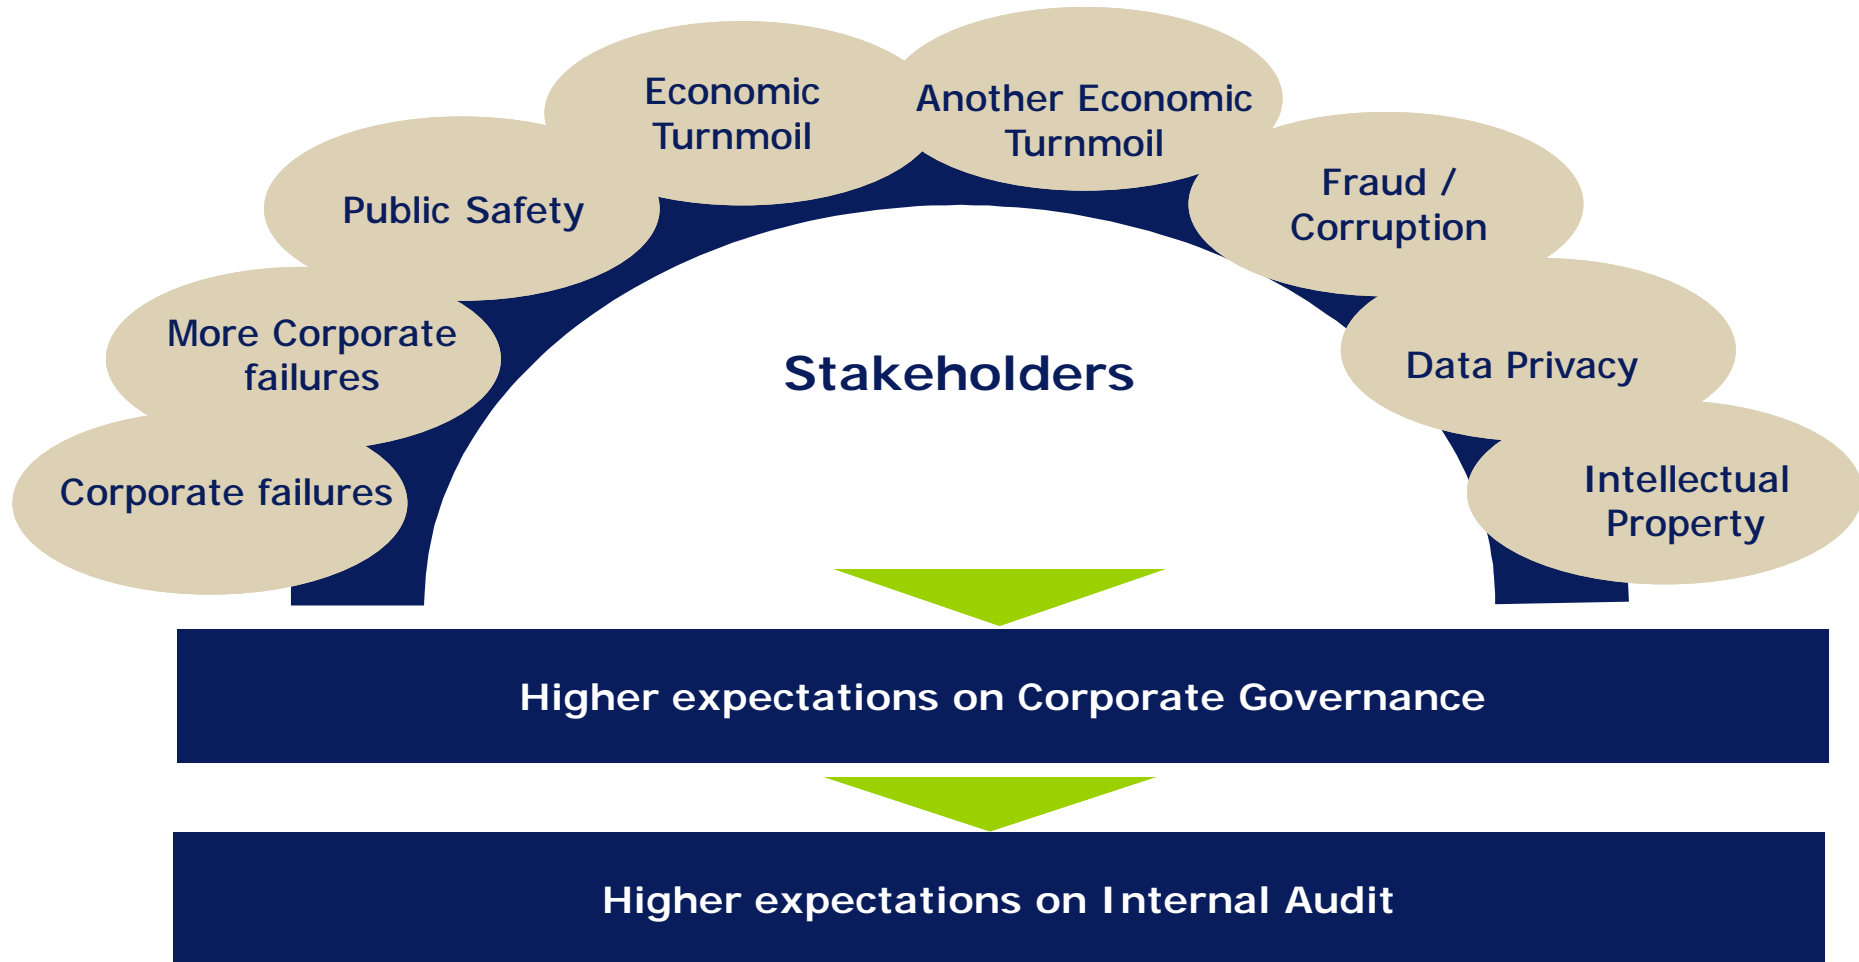 Economic
Turnmoil
Another Economic
Turnmoil
Public Safety
Fraud /
Corruption
More Corporate
failures
Stakeholders
Data Privacy
Corporate failures
Intellectual
Property
Higher expectations on Corporate Governance
Higher expectations on Internal Audit